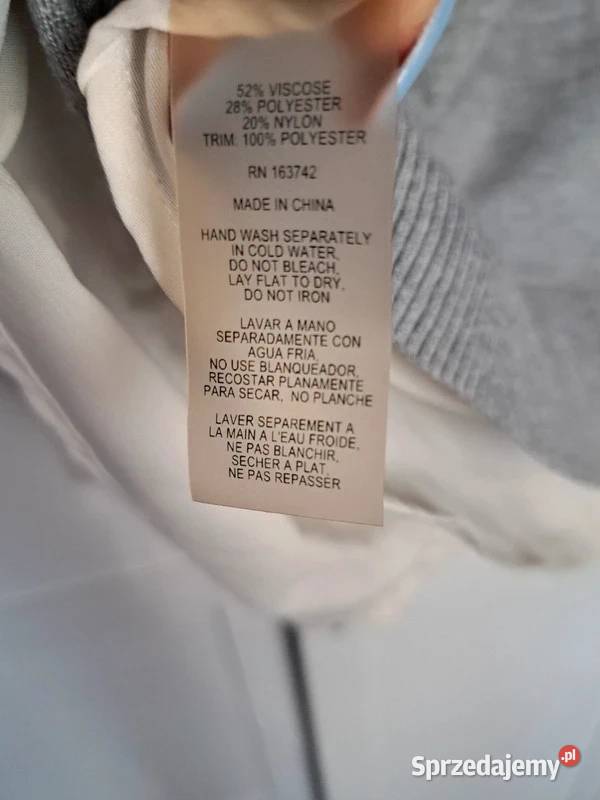 52% VISCOSE
28% POLYESTER
20% NYLON
TRIM. 100% POLYESTER
RN 163742
MADE IN CHINA
HAND WASH SEPARATELY
IN COLD WATER,
DO NOT BLEACH,
LAY FLAT TO DRY,
DO NOT IRON
LAVAR A MANO
SEPARADAMENTE CON
AGUA FRIA,
NO USE BLANQUEADOR,
RECOSTAR PLANAMENTE
PARA SECAR, NO PLANCHE
LAVER SEPAREMENT A
LA MAIN A L'EAU FROIDE,
NE PAS BLANCHIR,
SECHER A PLAT,
NE PAS REPASSER
Sprzedajemy.pl